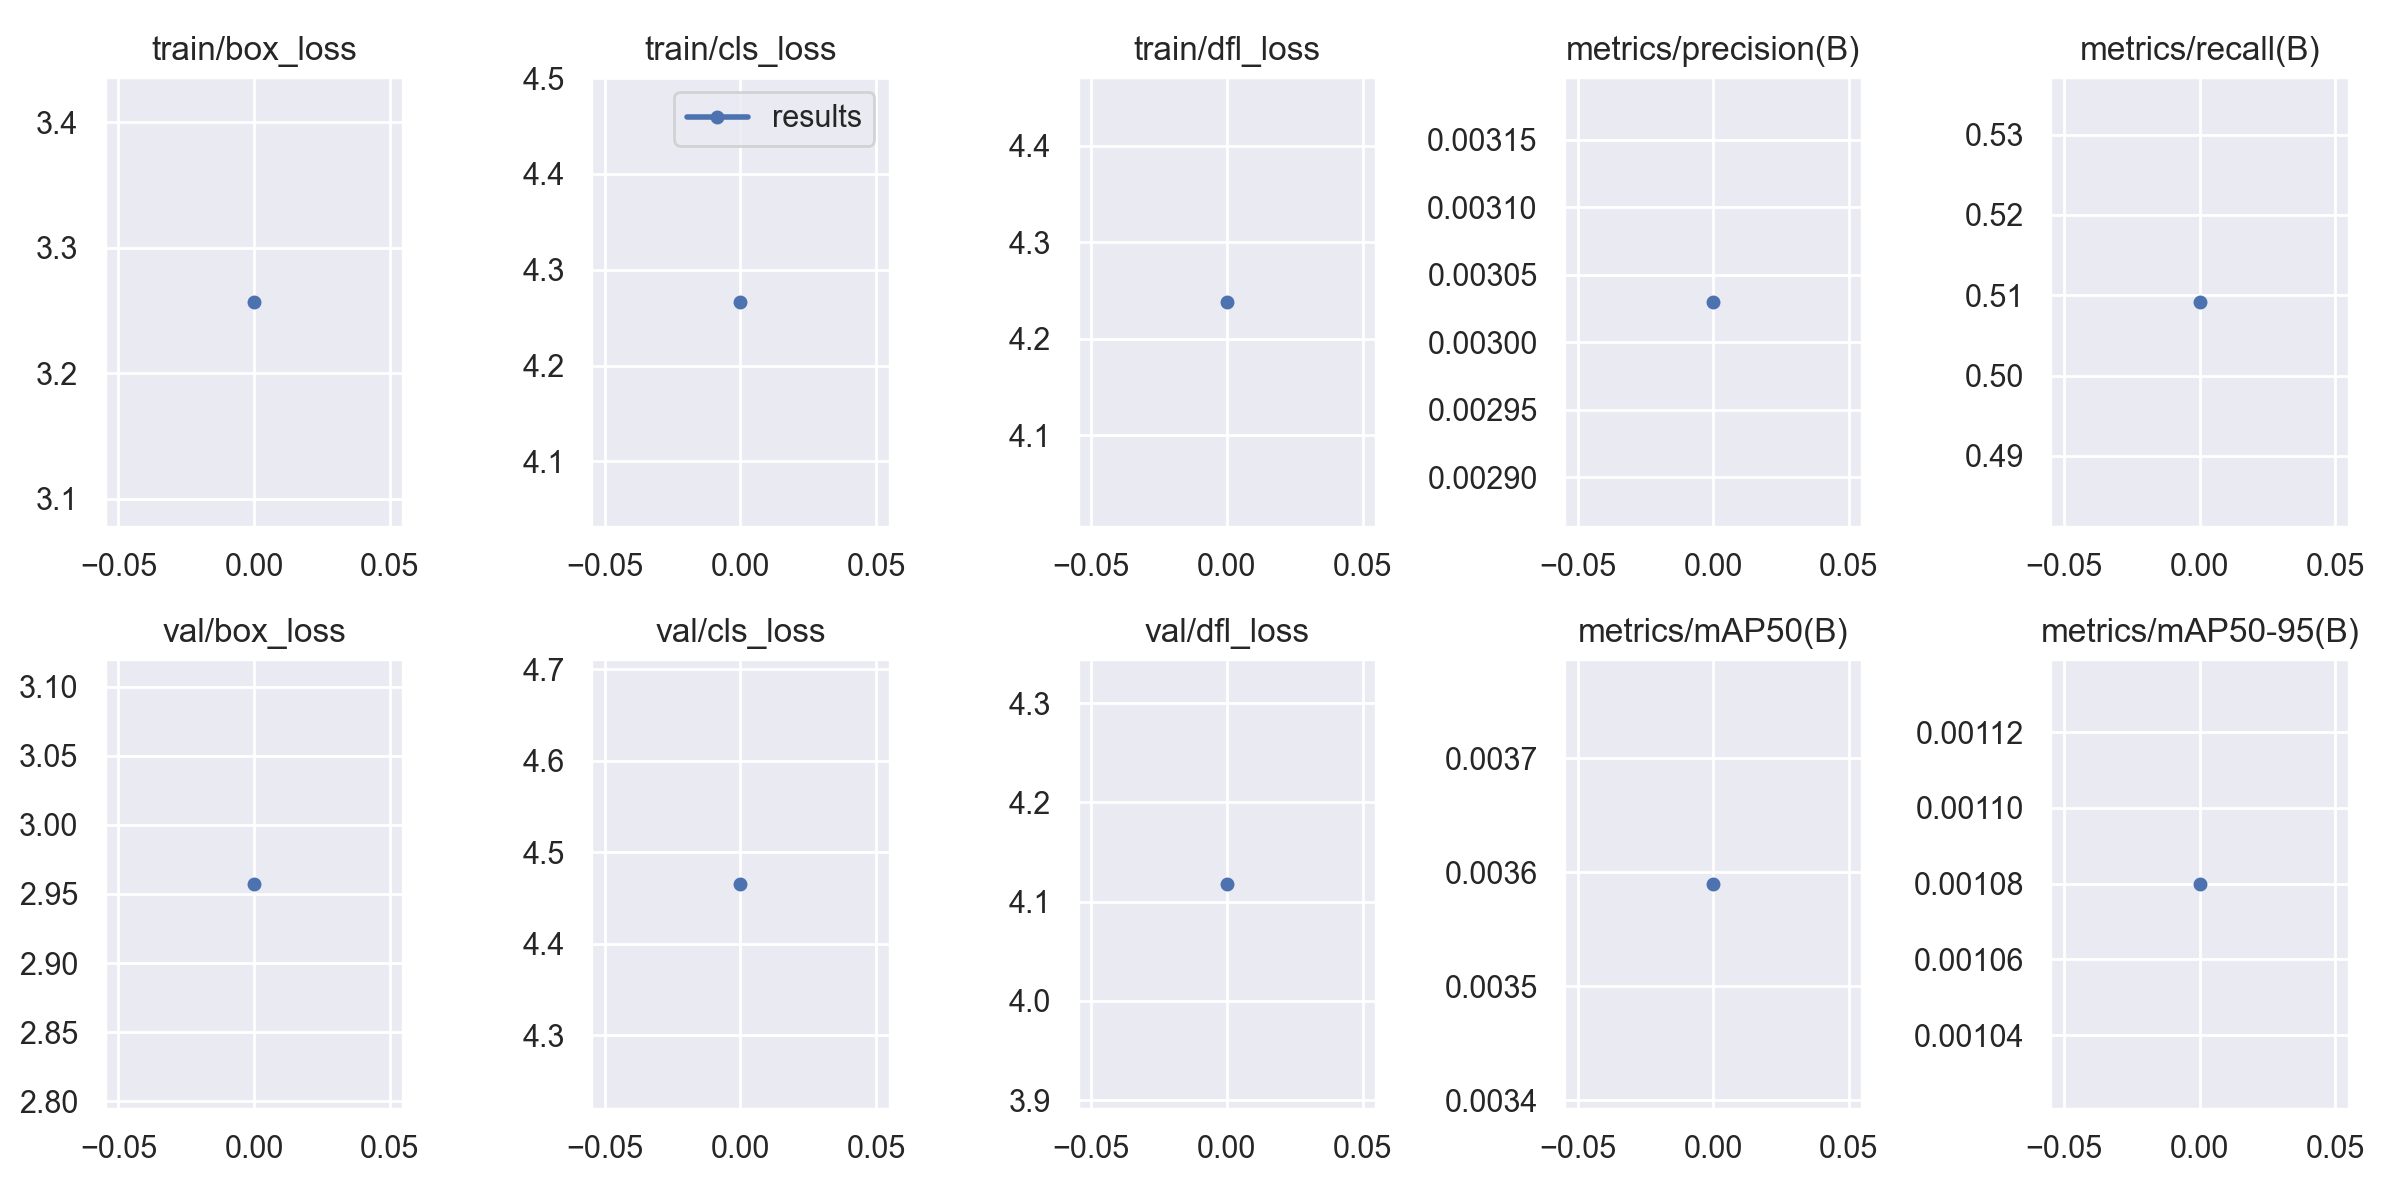 train/box_loss
train/cls_loss
train/dfl_loss
metrics/precision(B)
metrics/recall(B)
3.4
3.3
3.2
3.1
−0.05 0.00 0.05
4.5
4.4
4.3
4.2
4.1
results
−0.05 0.00 0.05
4.4
4.3
4.2
4.1
−0.05 0.00 0.05
0.00315
0.00310
0.00305
0.00300
0.00295
0.00290
−0.05 0.00 0.05
0.53
0.52
0.51
0.50
0.49
−0.05 0.00 0.05
val/box_loss
val/cls_loss
val/dfl_loss
metrics/mAP50(B)
metrics/mAP50-95(B)
3.10
3.05
3.00
2.95
2.90
2.85
2.80
−0.05 0.00 0.05
4.7
4.6
4.5
4.4
4.3
−0.05 0.00 0.05
4.3
4.2
4.1
4.0
3.9
−0.05 0.00 0.05
0.0037
0.0036
0.0035
0.0034
−0.05 0.00 0.05
0.00112
0.00110
0.00108
0.00106
0.00104
−0.05 0.00 0.05